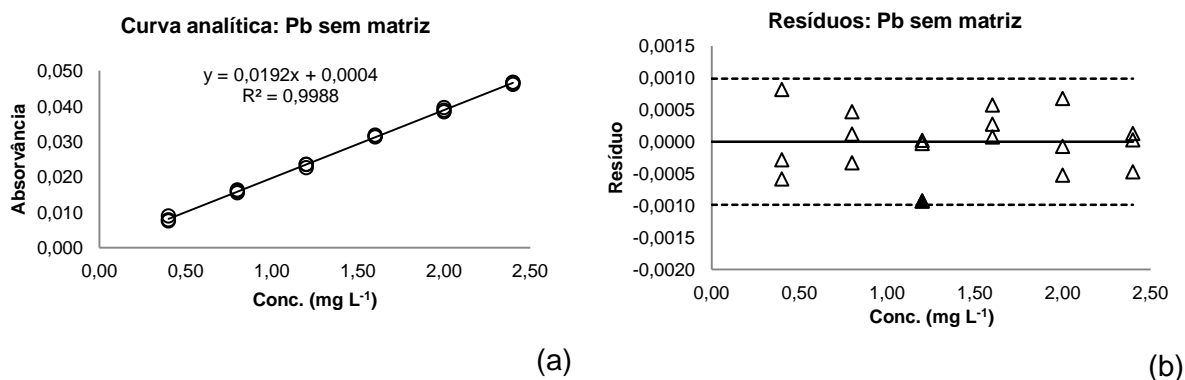 Curva analítica: Pb sem matriz
y = 0,0192x + 0,0004
R² = 0,9988
Absorvância
0,050
0,040
0,030
0,020
0,010
0,000
0,00 0,50 1,00 1,50 2,00 2,50
Conc. (mg L⁻¹)
(a)
Resíduos: Pb sem matriz
Resíduo
0,0015
0,0010
0,0005
0,0000
-0,0005
-0,0010
-0,0015
-0,0020
0,00 0,50 1,00 1,50 2,00 2,50
Conc. (mg L⁻¹)
(b)